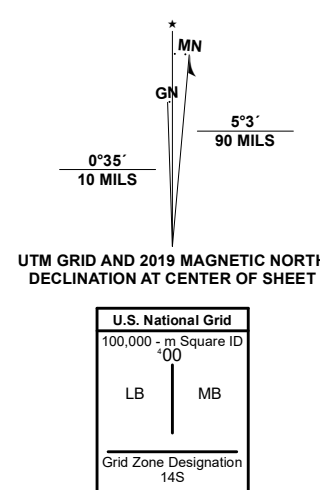 ★
MN
GN
5°3´
90 MILS
0°35´
10 MILS
UTM GRID AND 2019 MAGNETIC NORTH
DECLINATION AT CENTER OF SHEET
U.S. National Grid
100,000 - m Square ID
⁴00
LB MB
Grid Zone Designation
14S